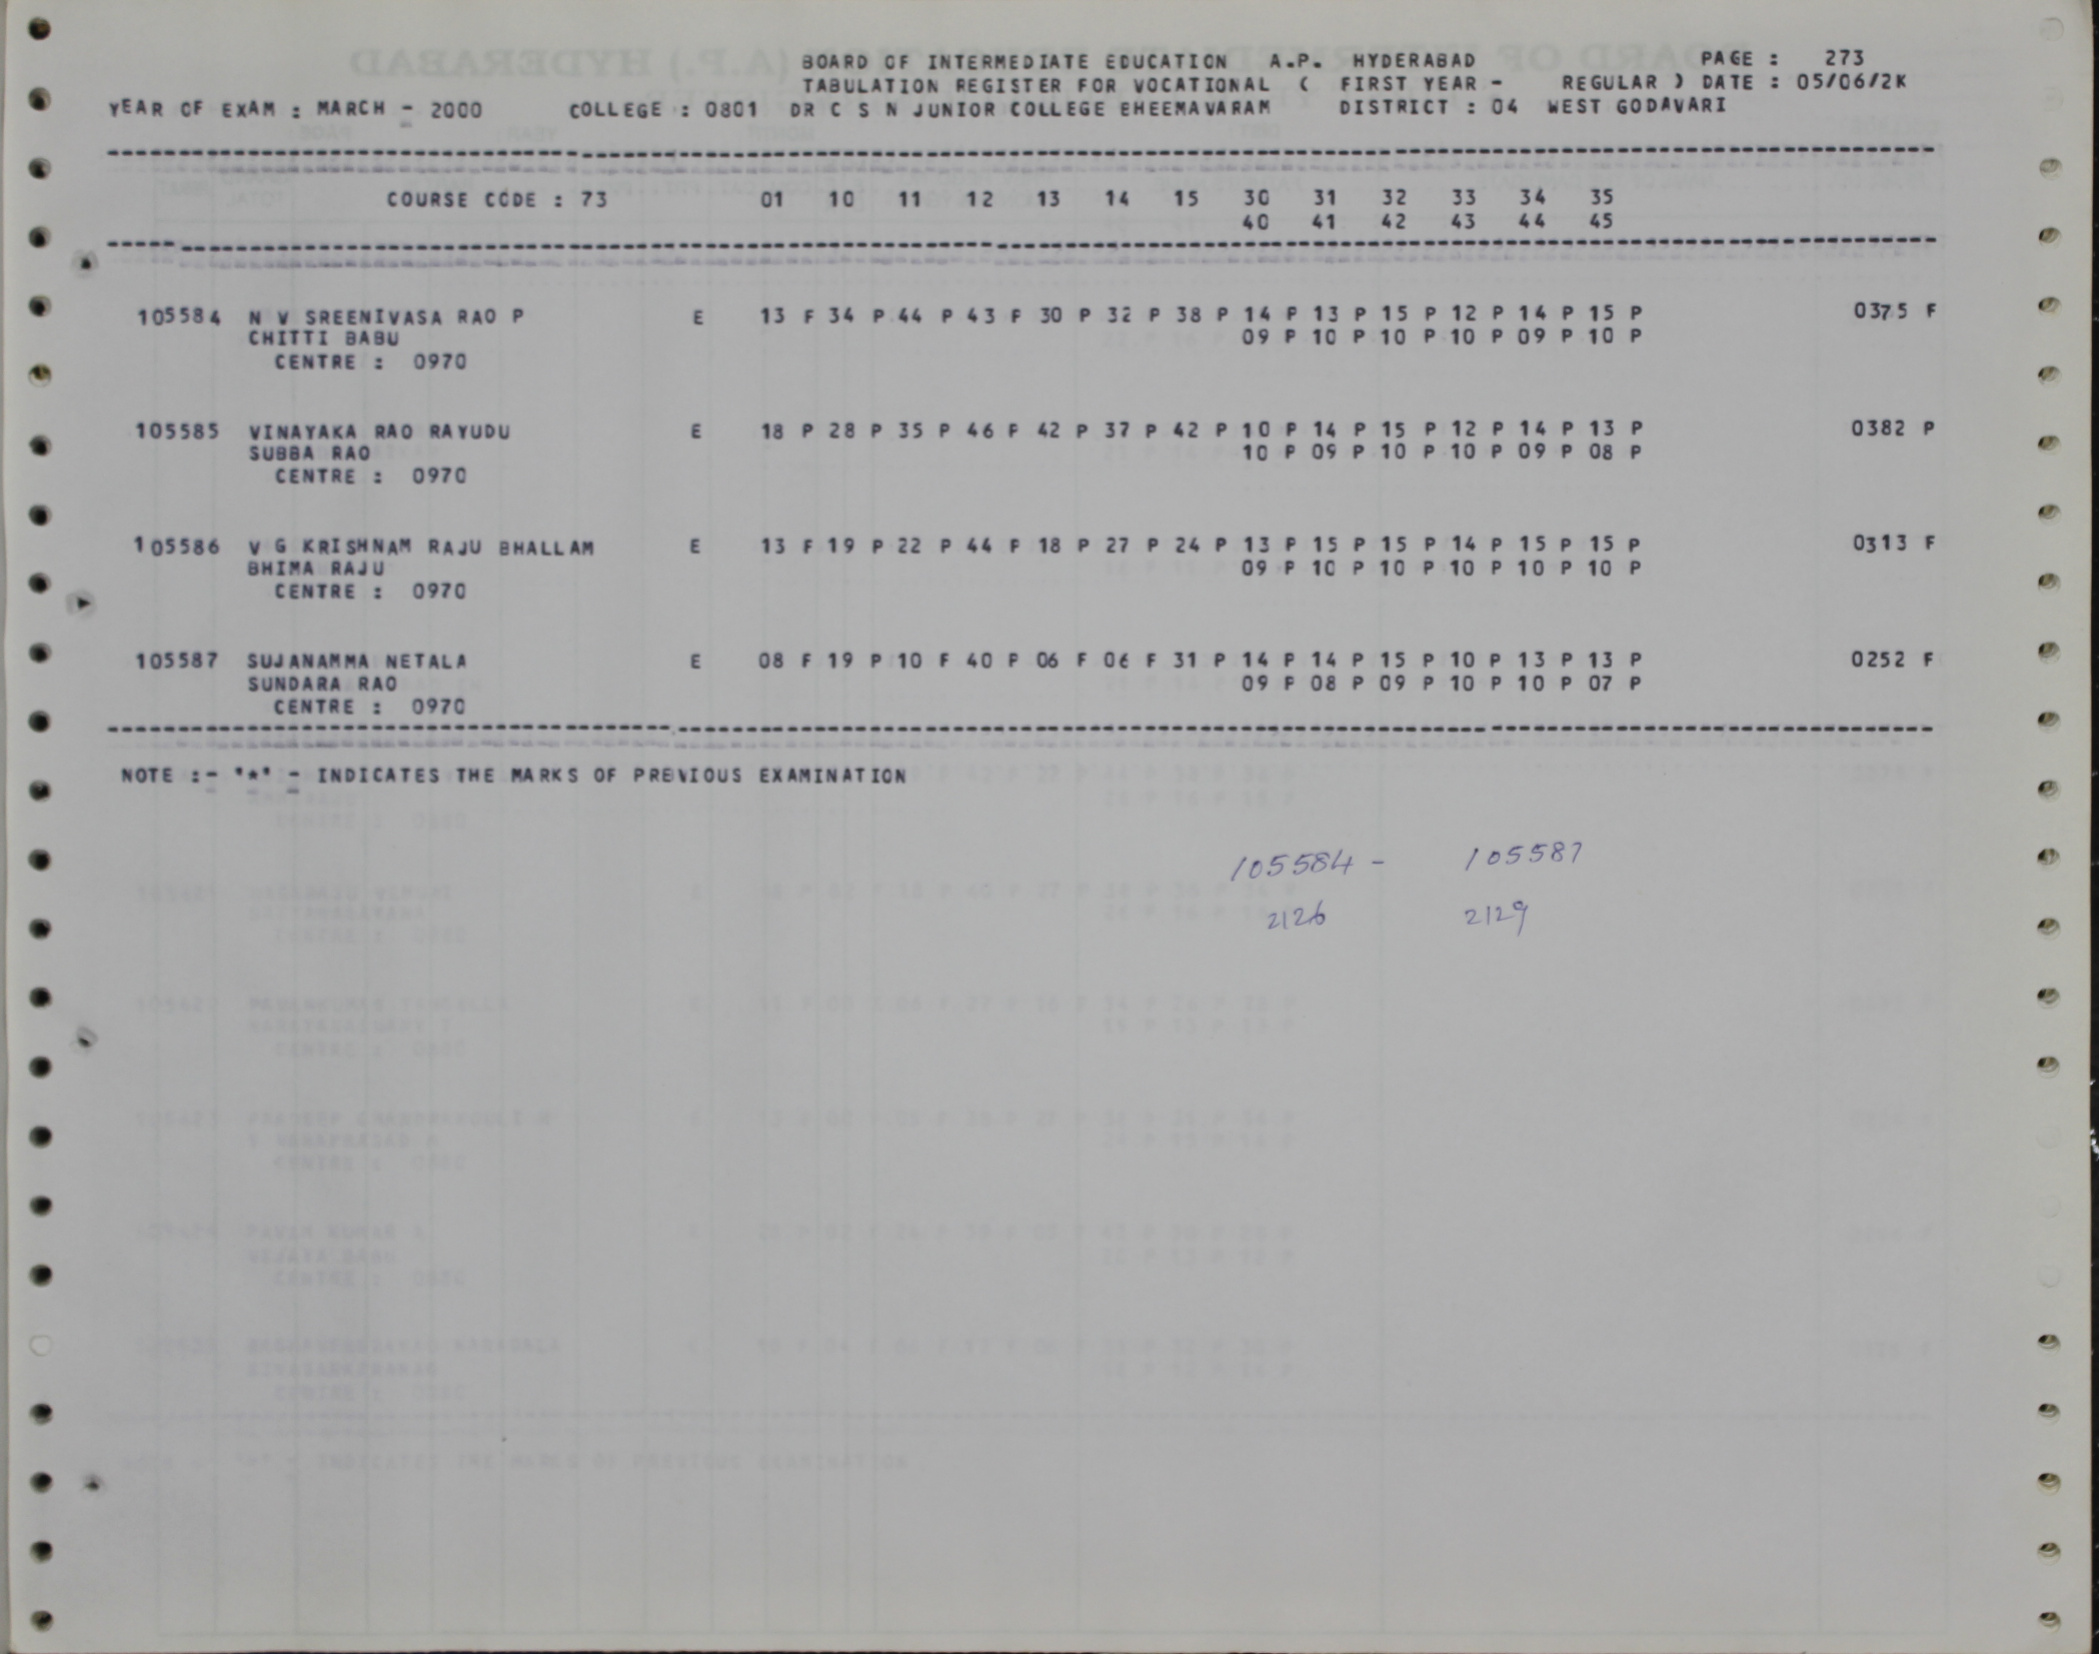 BOARD OF INTERMEDIATE EDUCATION A.P. HYDERABAD PAGE : 273
TABULATION REGISTER FOR VOCATIONAL ( FIRST YEAR - REGULAR ) DATE : 05/06/2K
YEAR OF EXAM : MARCH - 2000 COLLEGE : 0801 DR C S N JUNIOR COLLEGE EHEEMAVARAM DISTRICT : 04 WEST GODAVARI
COURSE CODE : 73 01 10 11 12 13 14 15 30 31 32 33 34 35
40 41 42 43 44 45
105584 N V SREENIVASA RAO P E 13 F 34 P 44 P 43 P 30 P 32 P 38 P 14 P 13 P 15 P 12 P 14 P 15 P 0375 F
CHITTI BABU 09 P 10 P 10 P 10 P 09 P 10 P
CENTRE : 0970
105585 VINAYAKA RAO RAYUDU E 18 P 28 P 35 P 46 P 42 P 37 P 42 P 10 P 14 P 15 P 12 P 14 P 13 P 0382 P
SUBBA RAO 10 P 09 P 10 P 10 P 09 P 08 P
CENTRE : 0970
105586 V G KRISHNAM RAJU BHALLAM E 13 F 19 P 22 P 44 P 18 P 27 P 24 P 13 P 15 P 15 P 14 P 15 P 15 P 0313 F
BHIMA RAJU 09 P 10 P 10 P 10 P 10 P 10 P
CENTRE : 0970
105587 SUJANAMMA NETALA E 08 F 19 P 10 F 40 P 06 F 06 F 31 P 14 P 14 P 15 P 10 P 13 P 13 P 0252 F
SUNDARA RAO 09 P 08 P 09 P 10 P 10 P 07 P
CENTRE : 0970
NOTE :- '*' - INDICATES THE MARKS OF PREVIOUS EXAMINATION
105584 - 105587
2126 2129